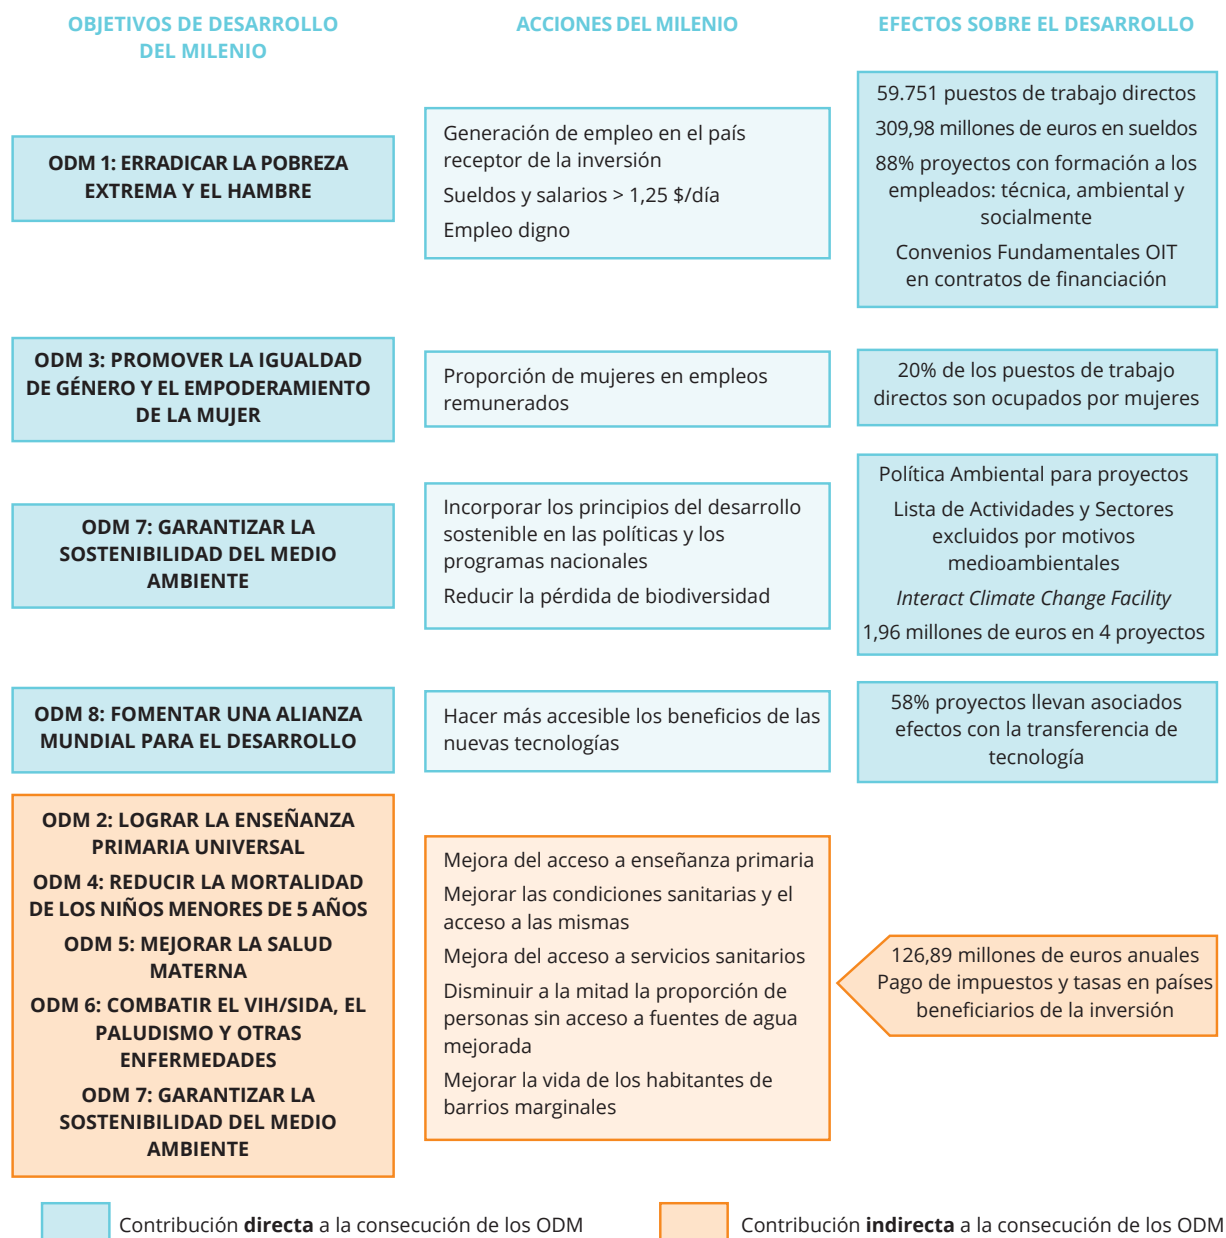 OBJETIVOS DE DESARROLLO
DEL MILENIO
ACCIONES DEL MILENIO
EFECTOS SOBRE EL DESARROLLO
ODM 1: ERRADICAR LA POBREZA
EXTREMA Y EL HAMBRE
Generación de empleo en el país
receptor de la inversión
Sueldos y salarios > 1,25 $/día
Empleo digno
59.751 puestos de trabajo directos
309,98 millones de euros en sueldos
88% proyectos con formación a los
empleados: técnica, ambiental y
socialmente
Convenios Fundamentales OIT
en contratos de financiación
ODM 3: PROMOVER LA IGUALDAD
DE GÉNERO Y EL EMPODERAMIENTO
DE LA MUJER
Proporción de mujeres en empleos
remunerados
20% de los puestos de trabajo
directos son ocupados por mujeres
ODM 7: GARANTIZAR LA
SOSTENIBILIDAD DEL MEDIO
AMBIENTE
Incorporar los principios del desarrollo
sostenible en las políticas y los
programas nacionales
Reducir la pérdida de biodiversidad
Política Ambiental para proyectos
Lista de Actividades y Sectores
excluidos por motivos
medioambientales
Interact Climate Change Facility
1,96 millones de euros en 4 proyectos
ODM 8: FOMENTAR UNA ALIANZA
MUNDIAL PARA EL DESARROLLO
Hacer más accesible los beneficios de las
nuevas tecnologías
58% proyectos llevan asociados
efectos con la transferencia de
tecnología
ODM 2: LOGRAR LA ENSEÑANZA
PRIMARIA UNIVERSAL
ODM 4: REDUCIR LA MORTALIDAD
DE LOS NIÑOS MENORES DE 5 AÑOS
ODM 5: MEJORAR LA SALUD
MATERNA
ODM 6: COMBATIR EL VIH/SIDA, EL
PALUDISMO Y OTRAS
ENFERMEDADES
ODM 7: GARANTIZAR LA
SOSTENIBILIDAD DEL MEDIO
AMBIENTE
Mejora del acceso a enseñanza primaria
Mejorar las condiciones sanitarias y el
acceso a las mismas
Mejora del acceso a servicios sanitarios
Disminuir a la mitad la proporción de
personas sin acceso a fuentes de agua
mejorada
Mejorar la vida de los habitantes de
barrios marginales
126,89 millones de euros anuales
Pago de impuestos y tasas en países
beneficiarios de la inversión
Contribución directa a la consecución de los ODM
Contribución indirecta a la consecución de los ODM